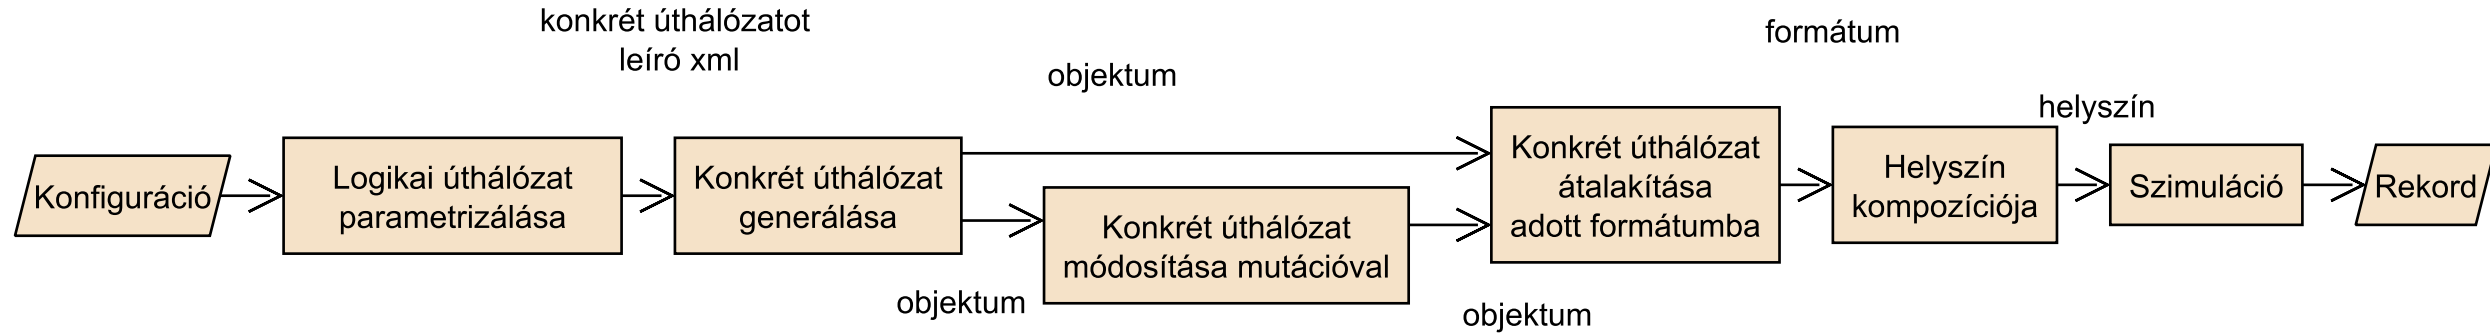 konkrét úthálózatot
leíró xml
objektum
formátum
helyszín
Konfiguráció
Logikai úthálózat
parametrizálása
Konkrét úthálózat
generálása
Konkrét úthálózat
módosítása mutációval
objektum
objektum
Konkrét úthálózat
átalakítása
adott formátumba
Helyszín
kompozíciója
Szimuláció
Rekord